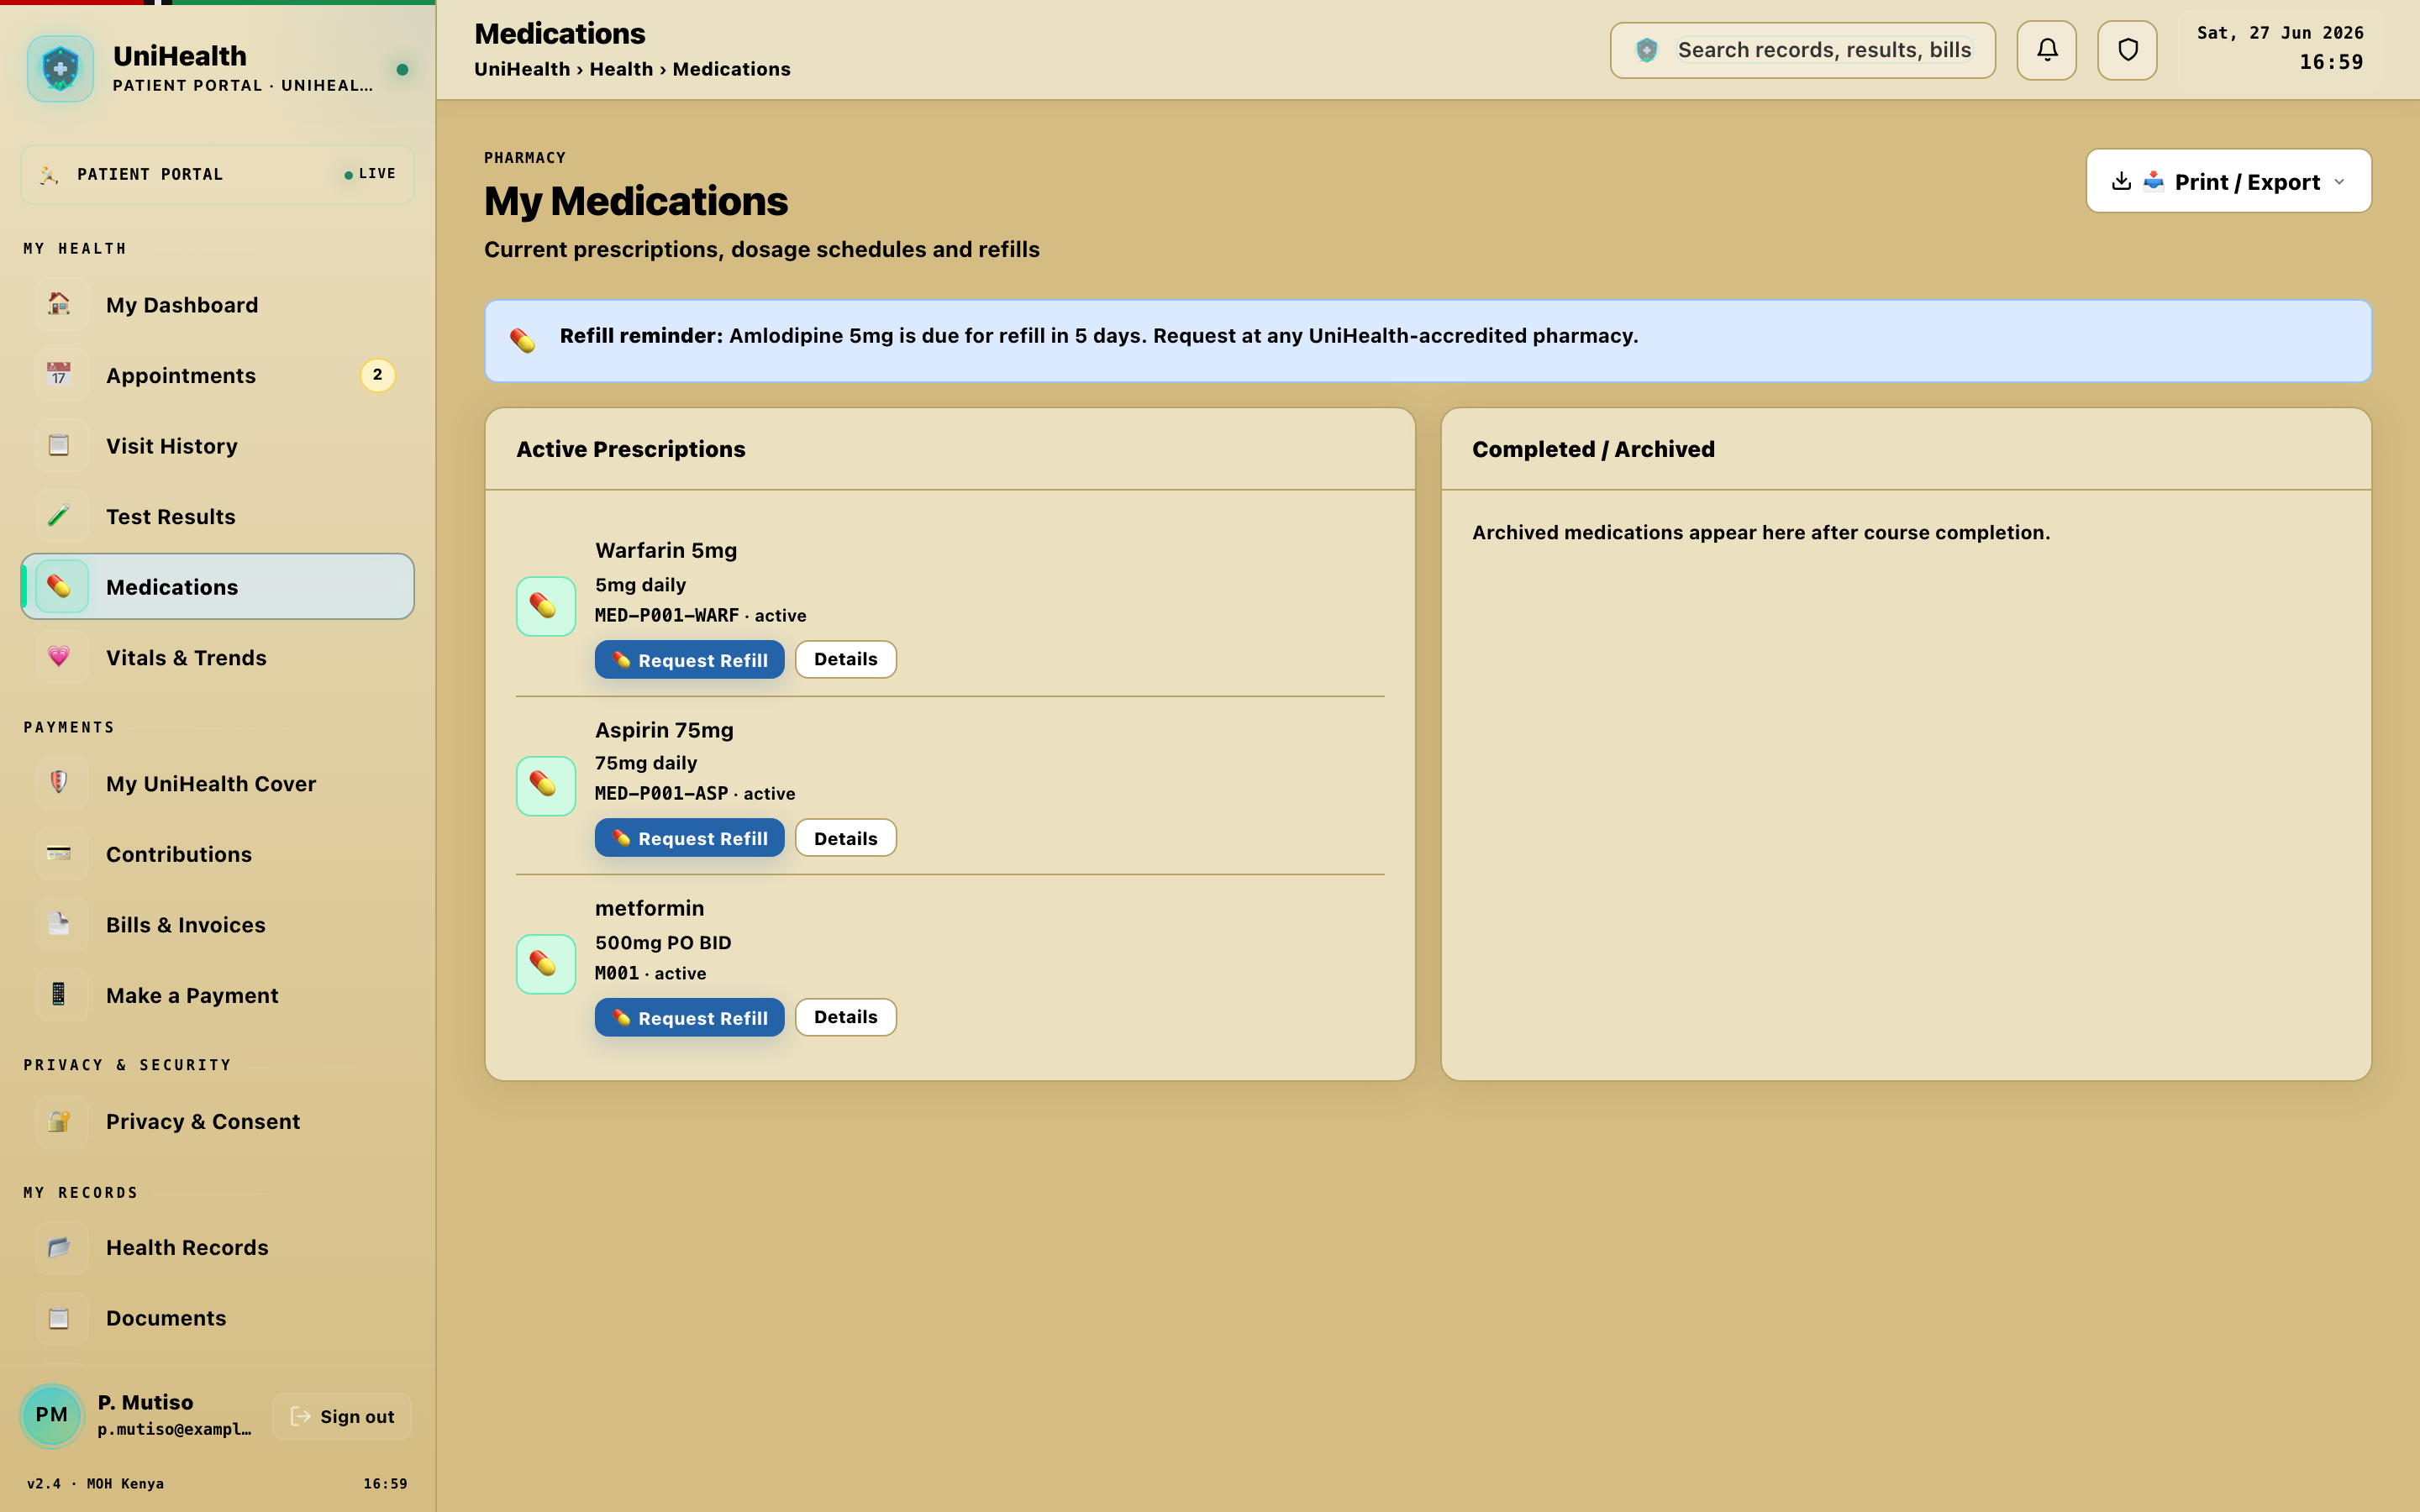 UniHealth
PATIENT PORTAL · UNIHEAL…
PATIENT PORTAL
LIVE
MY HEALTH
My Dashboard
Appointments
2
Visit History
Test Results
Medications
Vitals & Trends
PAYMENTS
My UniHealth Cover
Contributions
Bills & Invoices
Make a Payment
PRIVACY & SECURITY
Privacy & Consent
MY RECORDS
Health Records
Documents
PM
P. Mutiso
p.mutiso@exampl…
Sign out
v2.4 · MOH Kenya
16:59
Medications
UniHealth › Health › Medications
Search records, results, bills
Sat, 27 Jun 2026
16:59
PHARMACY
My Medications
Current prescriptions, dosage schedules and refills
Print / Export
Refill reminder: Amlodipine 5mg is due for refill in 5 days. Request at any UniHealth-accredited pharmacy.
Active Prescriptions
Warfarin 5mg
5mg daily
MED-P001-WARF · active
Request Refill
Details
Aspirin 75mg
75mg daily
MED-P001-ASP · active
Request Refill
Details
metformin
500mg PO BID
M001 · active
Request Refill
Details
Completed / Archived
Archived medications appear here after course completion.